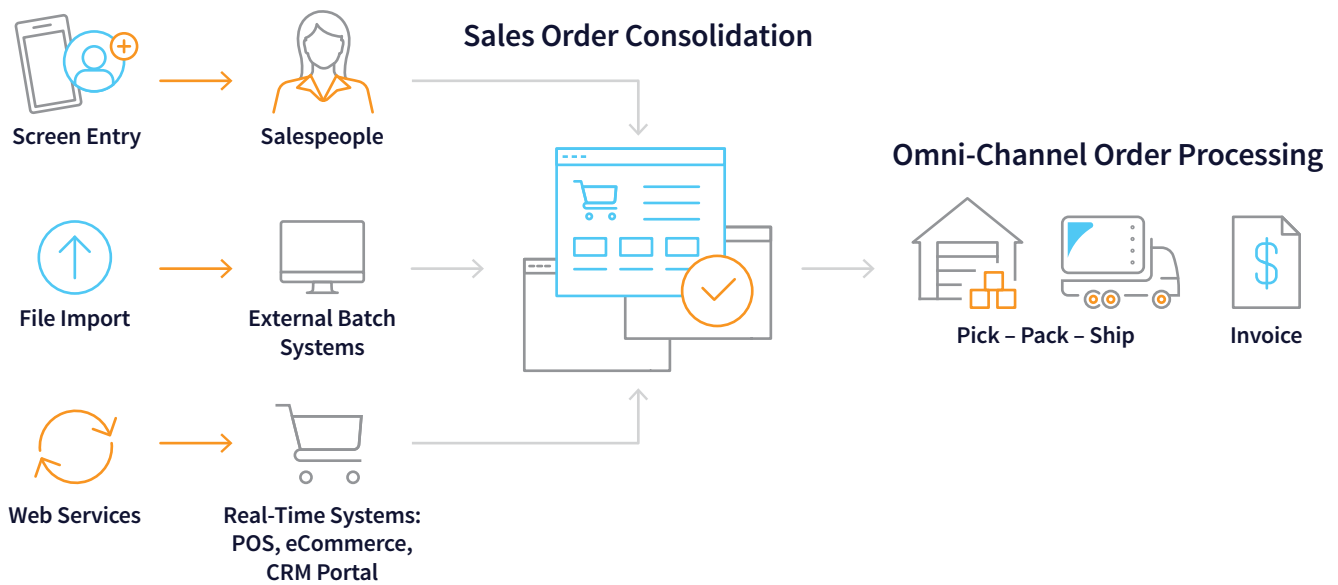 Sales Order Consolidation
Screen Entry
Salespeople
Omni-Channel Order Processing
File Import
External Batch
Systems
$
Pick – Pack – Ship
Invoice
Web Services
Real-Time Systems:
POS, eCommerce,
CRM Portal